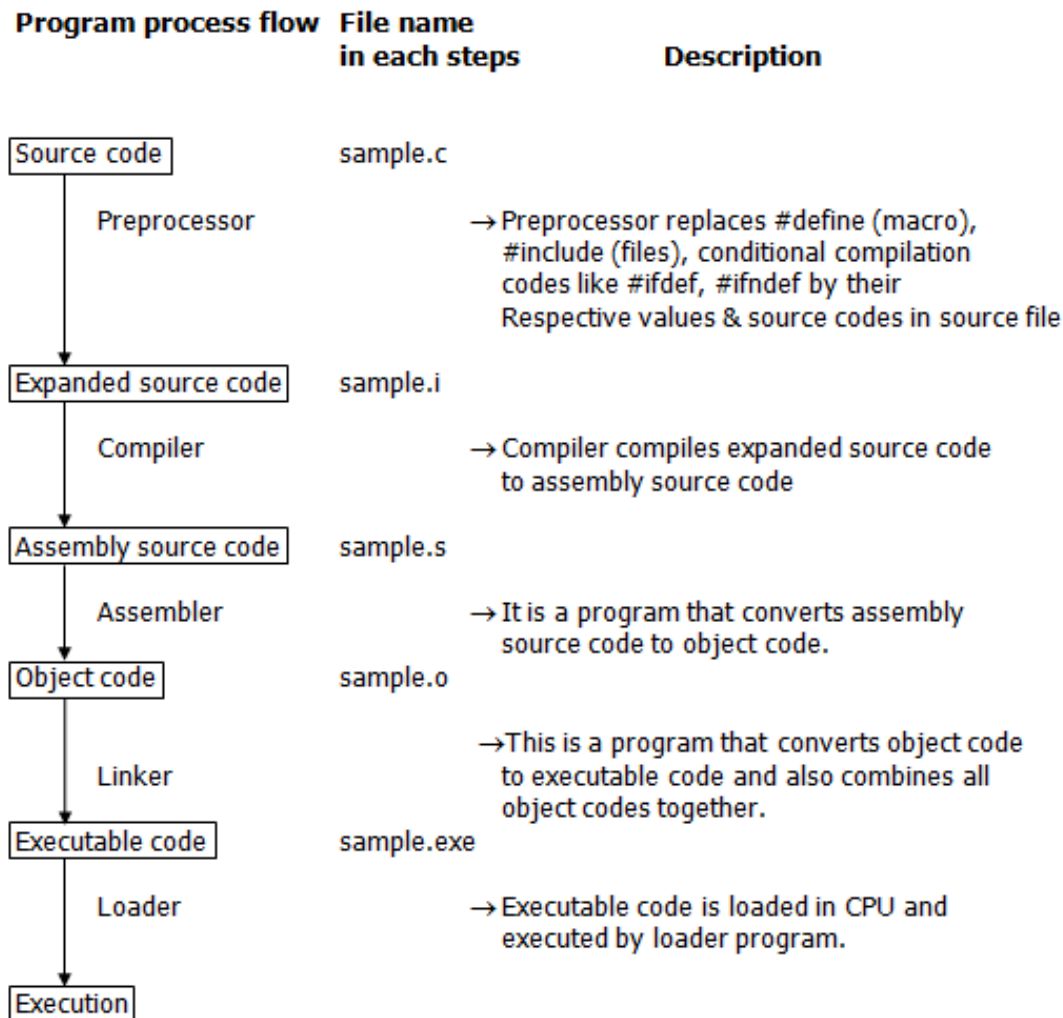 Program process flow File name
in each steps Description
Source code sample.c
Preprocessor → Preprocessor replaces #define (macro),
#include (files), conditional compilation
codes like #ifdef, #ifndef by their
Respective values & source codes in source file
Expanded source code sample.i
Compiler → Compiler compiles expanded source code
to assembly source code
Assembly source code sample.s
Assembler → It is a program that converts assembly
source code to object code.
Object code sample.o
→This is a program that converts object code
Linker to executable code and also combines all
object codes together.
Executable code sample.exe
Loader → Executable code is loaded in CPU and
executed by loader program.
Execution